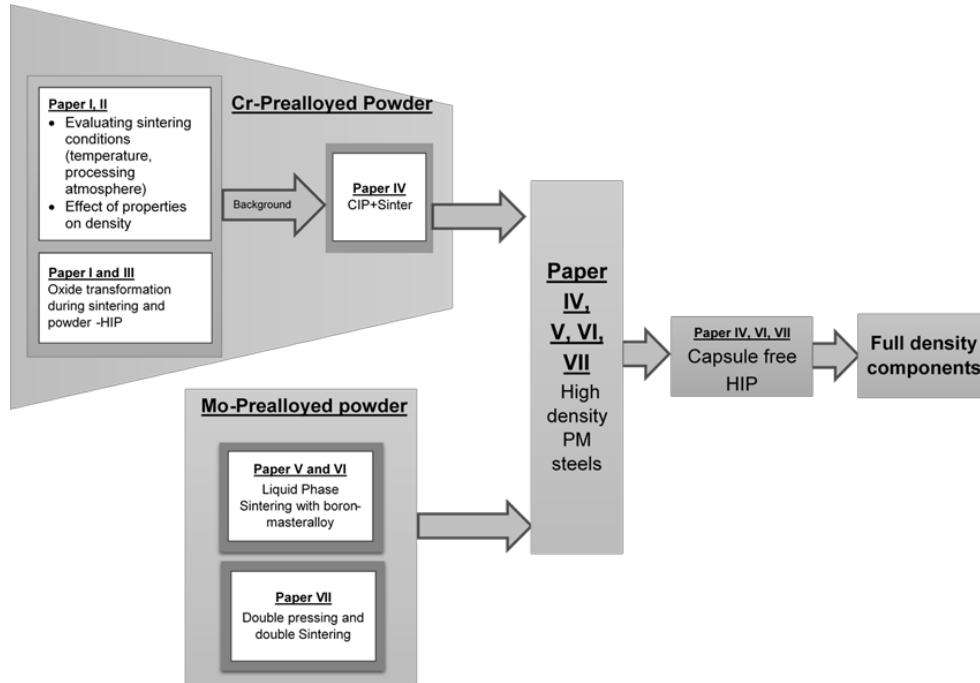 Cr-Prealloyed Powder
Paper I, II
• Evaluating sintering
conditions
(temperature,
processing
atmosphere)
• Effect of properties
on density
Paper I and III
Oxide transformation
during sintering and
powder -HIP
Background
Paper IV
CIP+Sinter
Mo-Prealloyed powder
Paper V and VI
Liquid Phase
Sintering with boron-
masteralloy
Paper VII
Double pressing and
double Sintering
Paper
IV,
V, VI,
VII
High
density
PM
steels
Paper IV, VI, VII
Capsule free
HIP
Full density
components